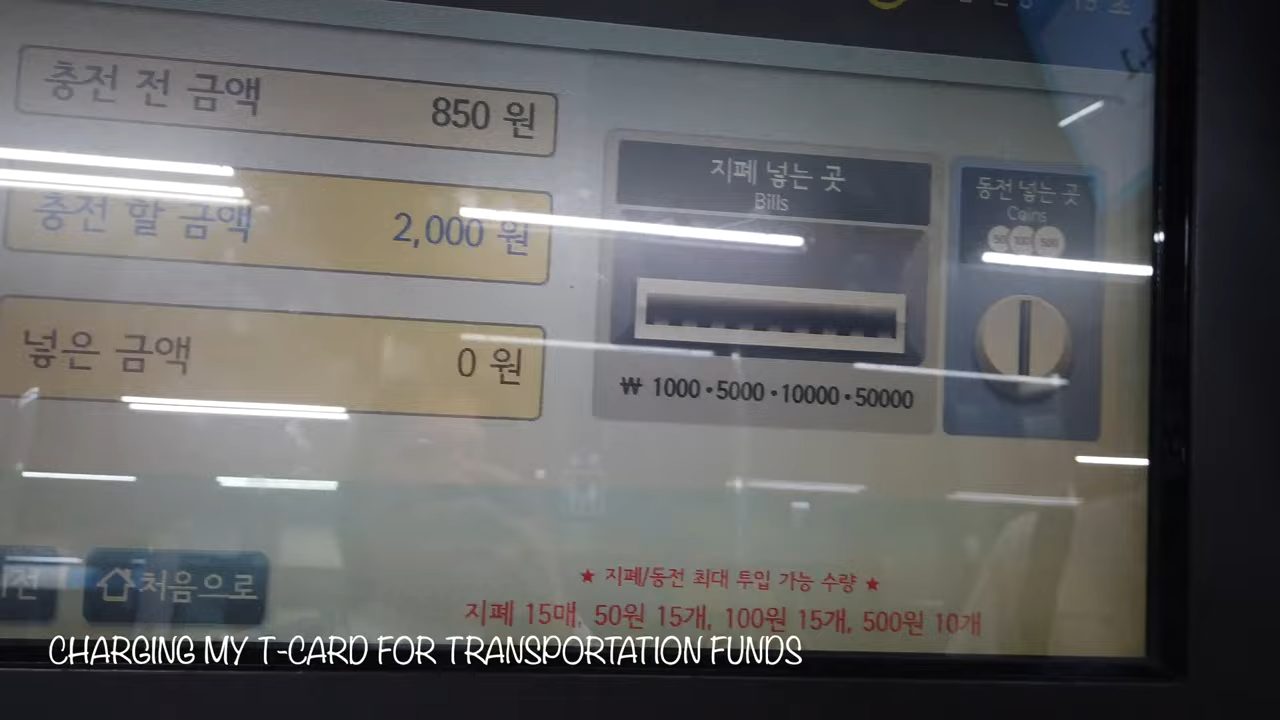 충전 전 금액
850 원
충전 할 금액
2,000 원
넣은 금액
0 원
지폐 넣는 곳
Bills
₩ 1000·5000·10000·50000
동전 넣는 곳
Coins
50 100 500
이전
처음으로
★ 지폐/동전 최대 투입 가능 수량 ★
지폐 15매, 50원 15개, 100원 15개, 500원 10개
CHARGING MY T-CARD FOR TRANSPORTATION FUNDS